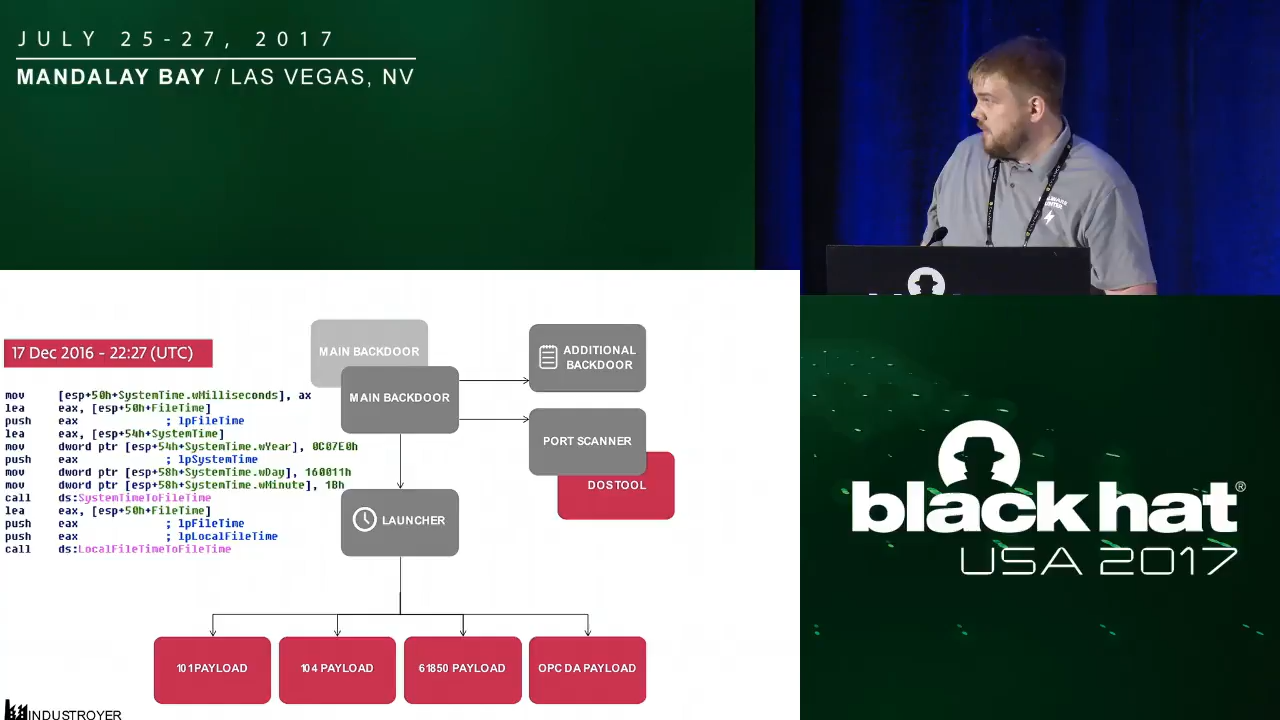 JULY 25-27, 2017
MANDALAY BAY / LAS VEGAS, NV
17 Dec 2016 - 22:27 (UTC)
mov [esp+50h+SystemTime.wMilliseconds], ax
lea eax, [esp+50h+FileTime]
push eax ; lpFileTime
lea eax, [esp+54h+SystemTime]
mov dword ptr [esp+54h+SystemTime.wYear], 0C07E0h
push eax ; lpSystemTime
mov dword ptr [esp+58h+SystemTime.wDay], 160011h
mov dword ptr [esp+58h+SystemTime.wMinute], 1Bh
call ds:SystemTimeToFileTime
lea eax, [esp+50h+FileTime]
push eax ; lpFileTime
push eax ; lpLocalFileTime
call ds:LocalFileTimeToFileTime
MAIN BACKDOOR
MAIN BACKDOOR
ADDITIONAL
BACKDOOR
PORT SCANNER
DOS TOOL
LAUNCHER
101 PAYLOAD
104 PAYLOAD
61850 PAYLOAD
OPC DA PAYLOAD
INDUSTROYER
black hat®
USA 2017